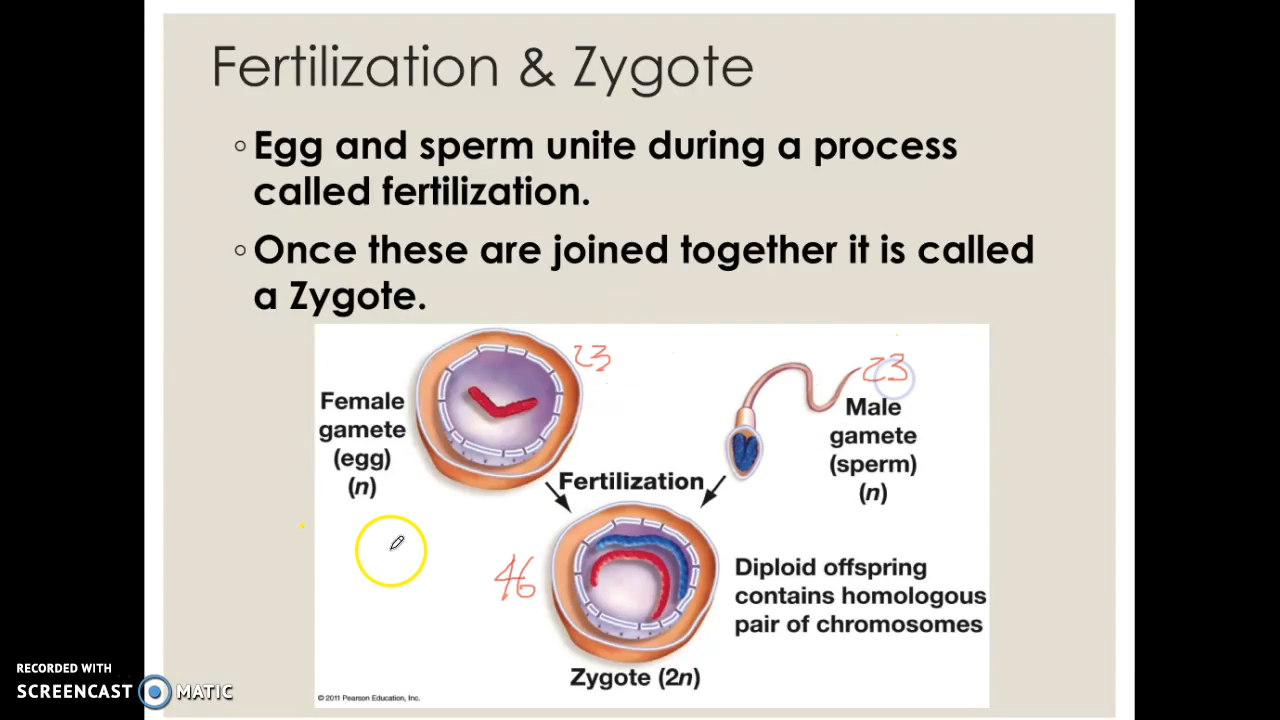 Fertilization & Zygote
◦ Egg and sperm unite during a process
called fertilization.
◦ Once these are joined together it is called
a Zygote.
23
23
Female
gamete
(egg)
(n)
Male
gamete
(sperm)
(n)
Fertilization
46
Diploid offspring
contains homologous
pair of chromosomes
Zygote (2n)
© 2011 Pearson Education, Inc.
RECORDED WITH
SCREENCAST MATIC